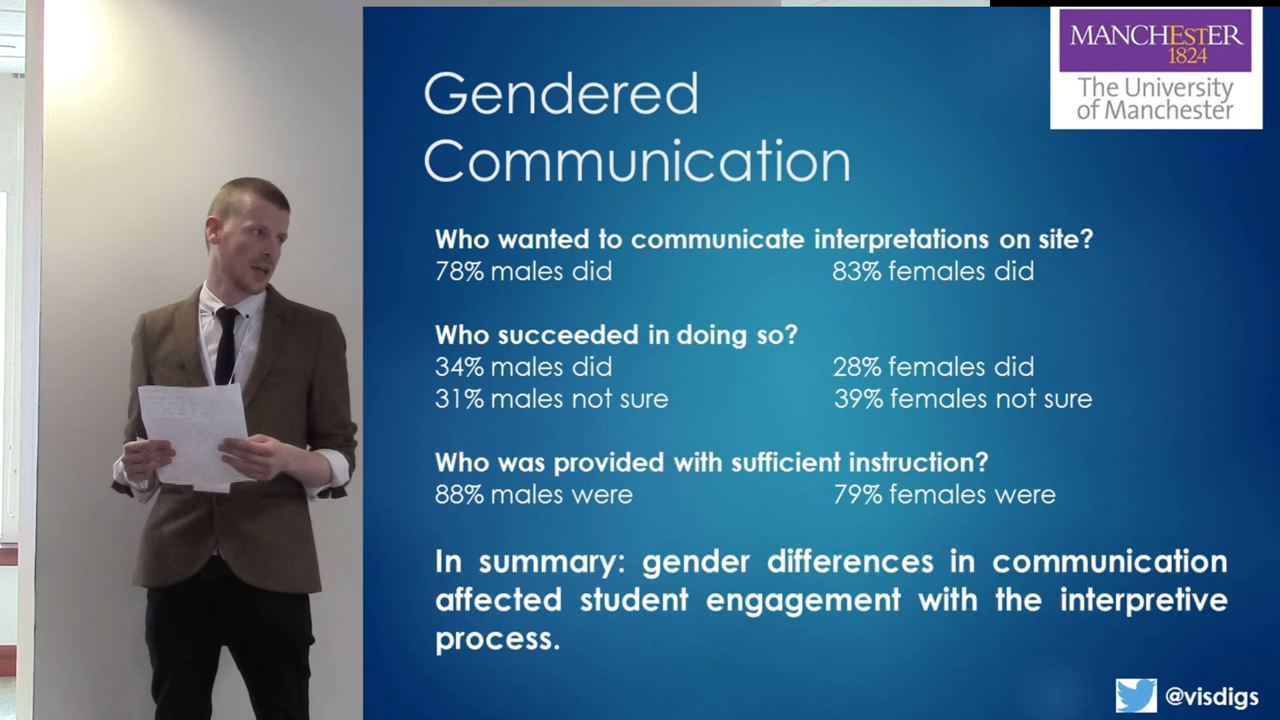 MANCHESTER
1824
The University
of Manchester
Gendered
Communication
Who wanted to communicate interpretations on site?
78% males did 83% females did
Who succeeded in doing so?
34% males did 28% females did
31% males not sure 39% females not sure
Who was provided with sufficient instruction?
88% males were 79% females were
In summary: gender differences in communication
affected student engagement with the interpretive
process.
@visdigs